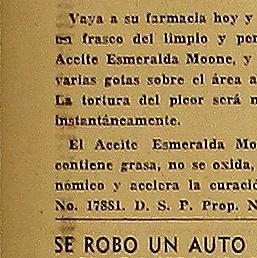 Vaya a su farmacia hoy y
un frasco del limpio y
Aceite Esmeralda Moone, y
varias gotas sobre el área a
La tortura del picor será
instantáneamente.
El Aceite Esmeralda Mo
contiene grasa, no se oxida,
nómico y acelera la curació
No. 17881. D. S. P. Prop. N
SE ROBO UN AUTO